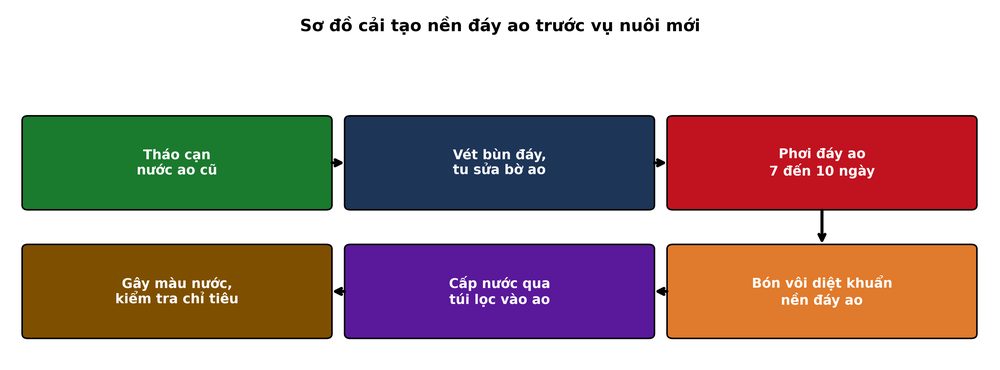 Sơ đồ cải tạo nền đáy ao trước vụ nuôi mới
Tháo cạn
nước ao cũ
Vét bùn đáy,
tu sửa bờ ao
Phơi đáy ao
7 đến 10 ngày
Bón vôi diệt khuẩn
nền đáy ao
Cấp nước qua
túi lọc vào ao
Gây màu nước,
kiểm tra chỉ tiêu